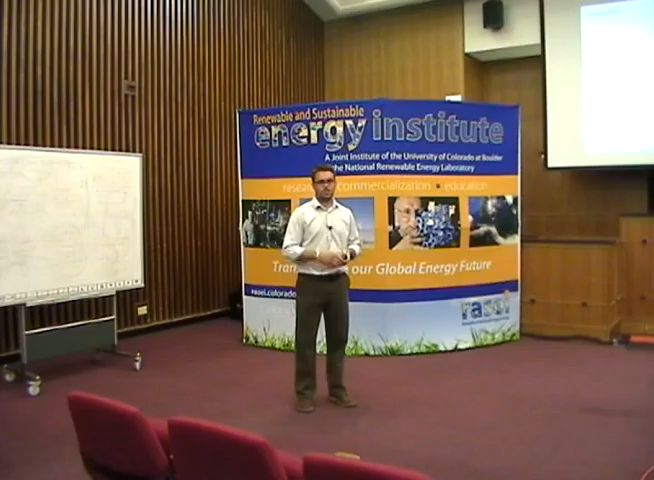 Renewable and Sustainable
energy institute
A Joint Institute of the University of Colorado at Boulder
the National Renewable Energy Laboratory
commercialization • education
our Global Energy Future
rasei.colorado
rasei